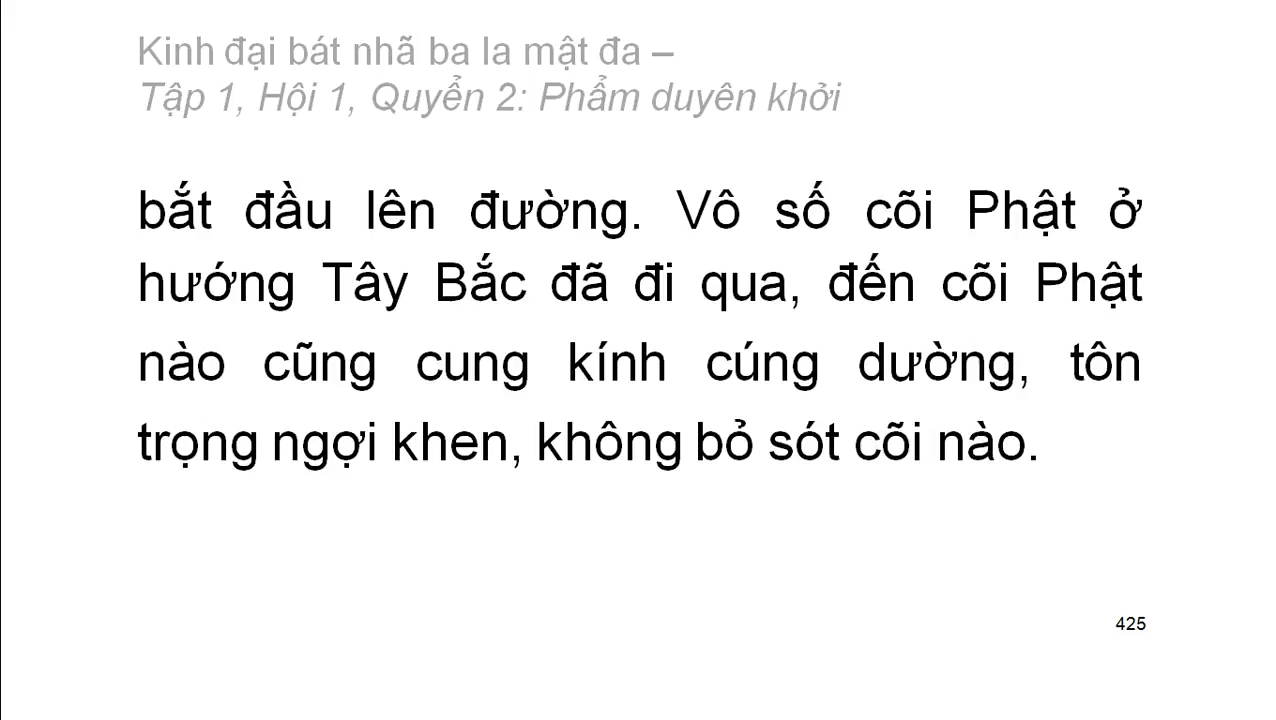 Kinh đại bát nhã ba la mật đa –
Tập 1, Hội 1, Quyển 2: Phẩm duyên khởi
bắt đầu lên đường. Vô số cõi Phật ở
hướng Tây Bắc đã đi qua, đến cõi Phật
nào cũng cung kính cúng dường, tôn
trọng ngợi khen, không bỏ sót cõi nào.
425